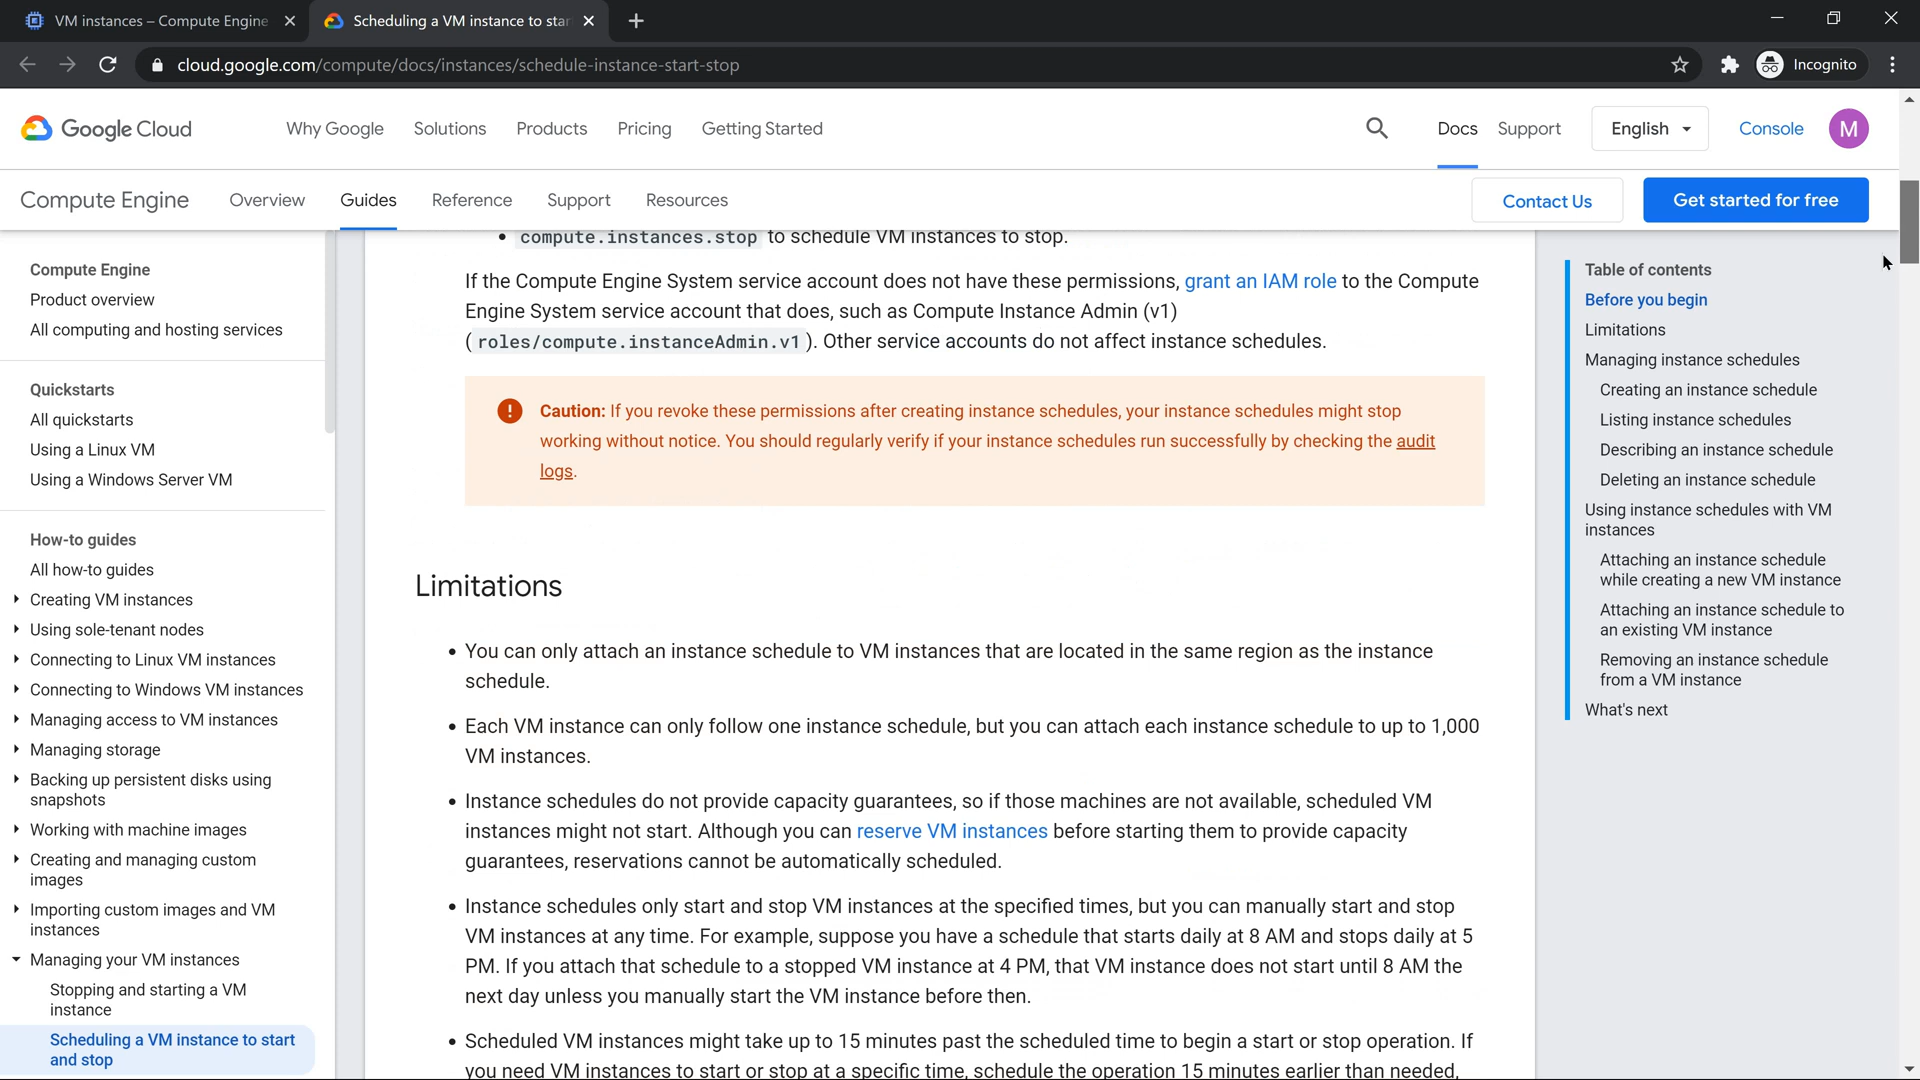 VM instances – Compute Engine
Scheduling a VM instance to star
cloud.google.com/compute/docs/instances/schedule-instance-start-stop
Incognito
Google Cloud
Why Google
Solutions
Products
Pricing
Getting Started
Docs
Support
English
Console
M
Compute Engine
Overview
Guides
Reference
Support
Resources
Contact Us
Get started for free
Compute Engine
Product overview
All computing and hosting services
Quickstarts
All quickstarts
Using a Linux VM
Using a Windows Server VM
How-to guides
All how-to guides
Creating VM instances
Using sole-tenant nodes
Connecting to Linux VM instances
Connecting to Windows VM instances
Managing access to VM instances
Managing storage
Backing up persistent disks using
snapshots
Working with machine images
Creating and managing custom
images
Importing custom images and VM
instances
Managing your VM instances
Stopping and starting a VM
instance
Scheduling a VM instance to start
and stop
• compute.instances.stop to schedule VM instances to stop.
If the Compute Engine System service account does not have these permissions, grant an IAM role to the Compute
Engine System service account that does, such as Compute Instance Admin (v1)
( roles/compute.instanceAdmin.v1 ). Other service accounts do not affect instance schedules.
Caution: If you revoke these permissions after creating instance schedules, your instance schedules might stop
working without notice. You should regularly verify if your instance schedules run successfully by checking the audit
logs.
Limitations
• You can only attach an instance schedule to VM instances that are located in the same region as the instance
schedule.
• Each VM instance can only follow one instance schedule, but you can attach each instance schedule to up to 1,000
VM instances.
• Instance schedules do not provide capacity guarantees, so if those machines are not available, scheduled VM
instances might not start. Although you can reserve VM instances before starting them to provide capacity
guarantees, reservations cannot be automatically scheduled.
• Instance schedules only start and stop VM instances at the specified times, but you can manually start and stop
VM instances at any time. For example, suppose you have a schedule that starts daily at 8 AM and stops daily at 5
PM. If you attach that schedule to a stopped VM instance at 4 PM, that VM instance does not start until 8 AM the
next day unless you manually start the VM instance before then.
• Scheduled VM instances might take up to 15 minutes past the scheduled time to begin a start or stop operation. If
you need VM instances to start or stop at a specific time, schedule the operation 15 minutes earlier than needed,
Table of contents
Before you begin
Limitations
Managing instance schedules
Creating an instance schedule
Listing instance schedules
Describing an instance schedule
Deleting an instance schedule
Using instance schedules with VM
instances
Attaching an instance schedule
while creating a new VM instance
Attaching an instance schedule to
an existing VM instance
Removing an instance schedule
from a VM instance
What's next